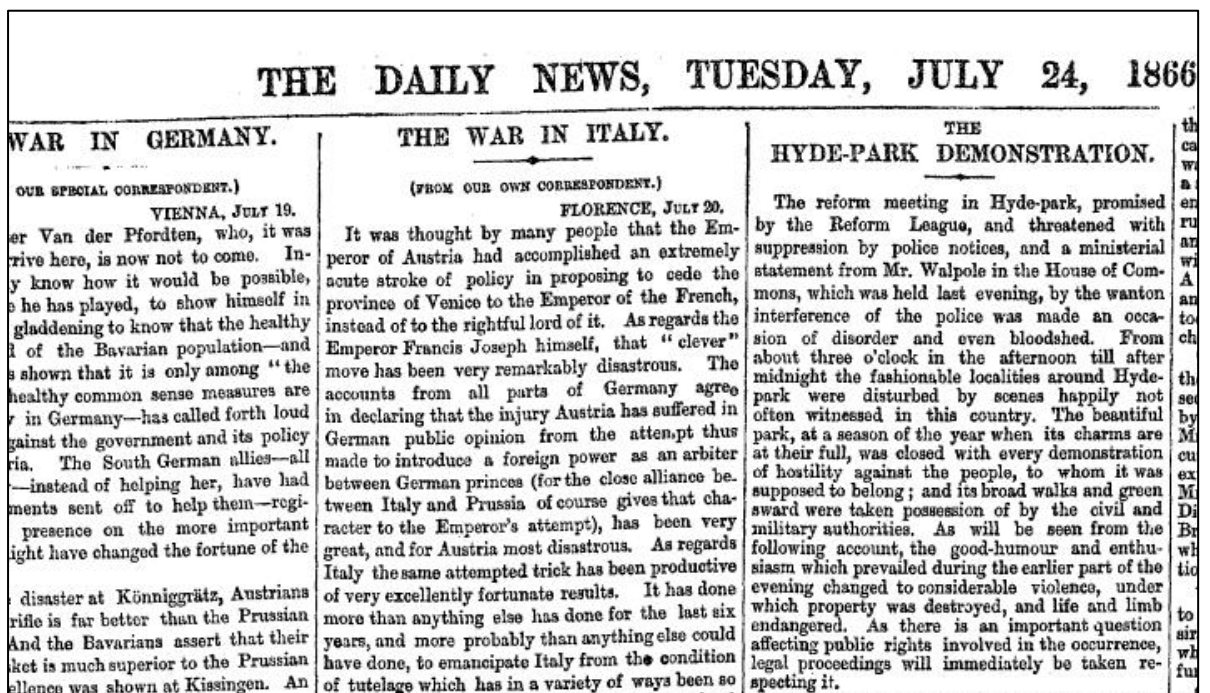 THE DAILY NEWS, TUESDAY, JULY 24, 1866
WAR IN GERMANY.
OUR SPECIAL CORRESPONDENT.)
VIENNA, JULY 19.
er Van der Pfordten, who, it was
rive here, is now not to come. In-
y know how it would be possible,
e he has played, to show himself in
gladdening to know that the healthy
of the Bavarian population—and
s shown that it is only among "the
healthy common sense measures are
in Germany—has called forth loud
gainst the government and its policy
ria. The South German allies—all
—instead of helping her, have had
ments sent off to help them—regi-
presence on the more important
ight have changed the fortune of the
disaster at Könniggrätz, Austrians
rifle is far better than the Prussian
And the Bavarians assert that their
ket is much superior to the Prussian
ellence was shown at Kissingen. An
THE WAR IN ITALY.
(FROM OUR OWN CORRESPONDENT.)
FLORENCE, JULY 20.
It was thought by many people that the Em-
peror of Austria had accomplished an extremely
acute stroke of policy in proposing to cede the
province of Venice to the Emperor of the French,
instead of to the rightful lord of it. As regards the
Emperor Francis Joseph himself, that "clever"
move has been very remarkably disastrous. The
accounts from all parts of Germany agree
in declaring that the injury Austria has suffered in
German public opinion from the attempt thus
made to introduce a foreign power as an arbiter
between German princes (for the close alliance be-
tween Italy and Prussia of course gives that cha-
racter to the Emperor's attempt), has been very
great, and for Austria most disastrous. As regards
Italy the same attempted trick has been productive
of very excellently fortunate results. It has done
more than anything else has done for the last six
years, and more probably than anything else could
have done, to emancipate Italy from the condition
of tutelage which has in a variety of ways been so
THE
HYDE-PARK DEMONSTRATION.
The reform meeting in Hyde-park, promised
by the Reform League, and threatened with
suppression by police notices, and a ministerial
statement from Mr. Walpole in the House of Com-
mons, which was held last evening, by the wanton
interference of the police was made an occa-
sion of disorder and even bloodshed. From
about three o'clock in the afternoon till after
midnight the fashionable localities around Hyde-
park were disturbed by scenes happily not
often witnessed in this country. The beautiful
park, at a season of the year when its charms are
at their full, was closed with every demonstration
of hostility against the people, to whom it was
supposed to belong; and its broad walks and green
sward were taken possession of by the civil and
military authorities. As will be seen from the
following account, the good-humour and enthu-
siasm which prevailed during the earlier part of the
evening changed to considerable violence, under
which property was destroyed, and life and limb
endangered. As there is an important question
affecting public rights involved in the occurrence,
legal proceedings will immediately be taken re-
specting it.